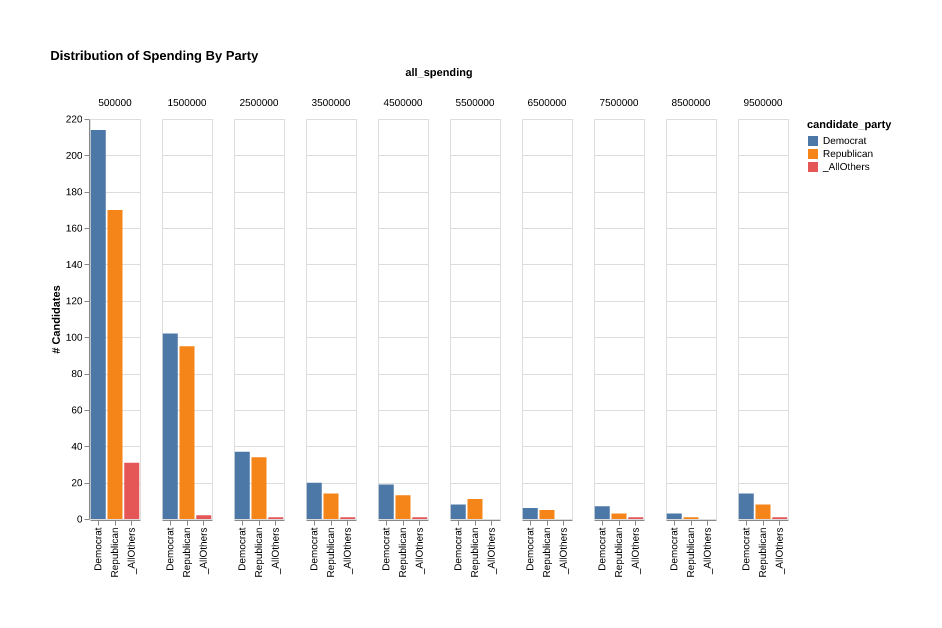 Distribution of Spending By Party
all_spending
500000 1500000 2500000 3500000 4500000 5500000 6500000 7500000 8500000 9500000
candidate_party
Democrat
Republican
_AllOthers
# Candidates
220
200
180
160
140
120
100
80
60
40
20
0
Democrat Republican _AllOthers Democrat Republican _AllOthers Democrat Republican _AllOthers Democrat Republican _AllOthers Democrat Republican _AllOthers Democrat Republican _AllOthers Democrat Republican _AllOthers Democrat Republican _AllOthers Democrat Republican _AllOthers Democrat Republican _AllOthers